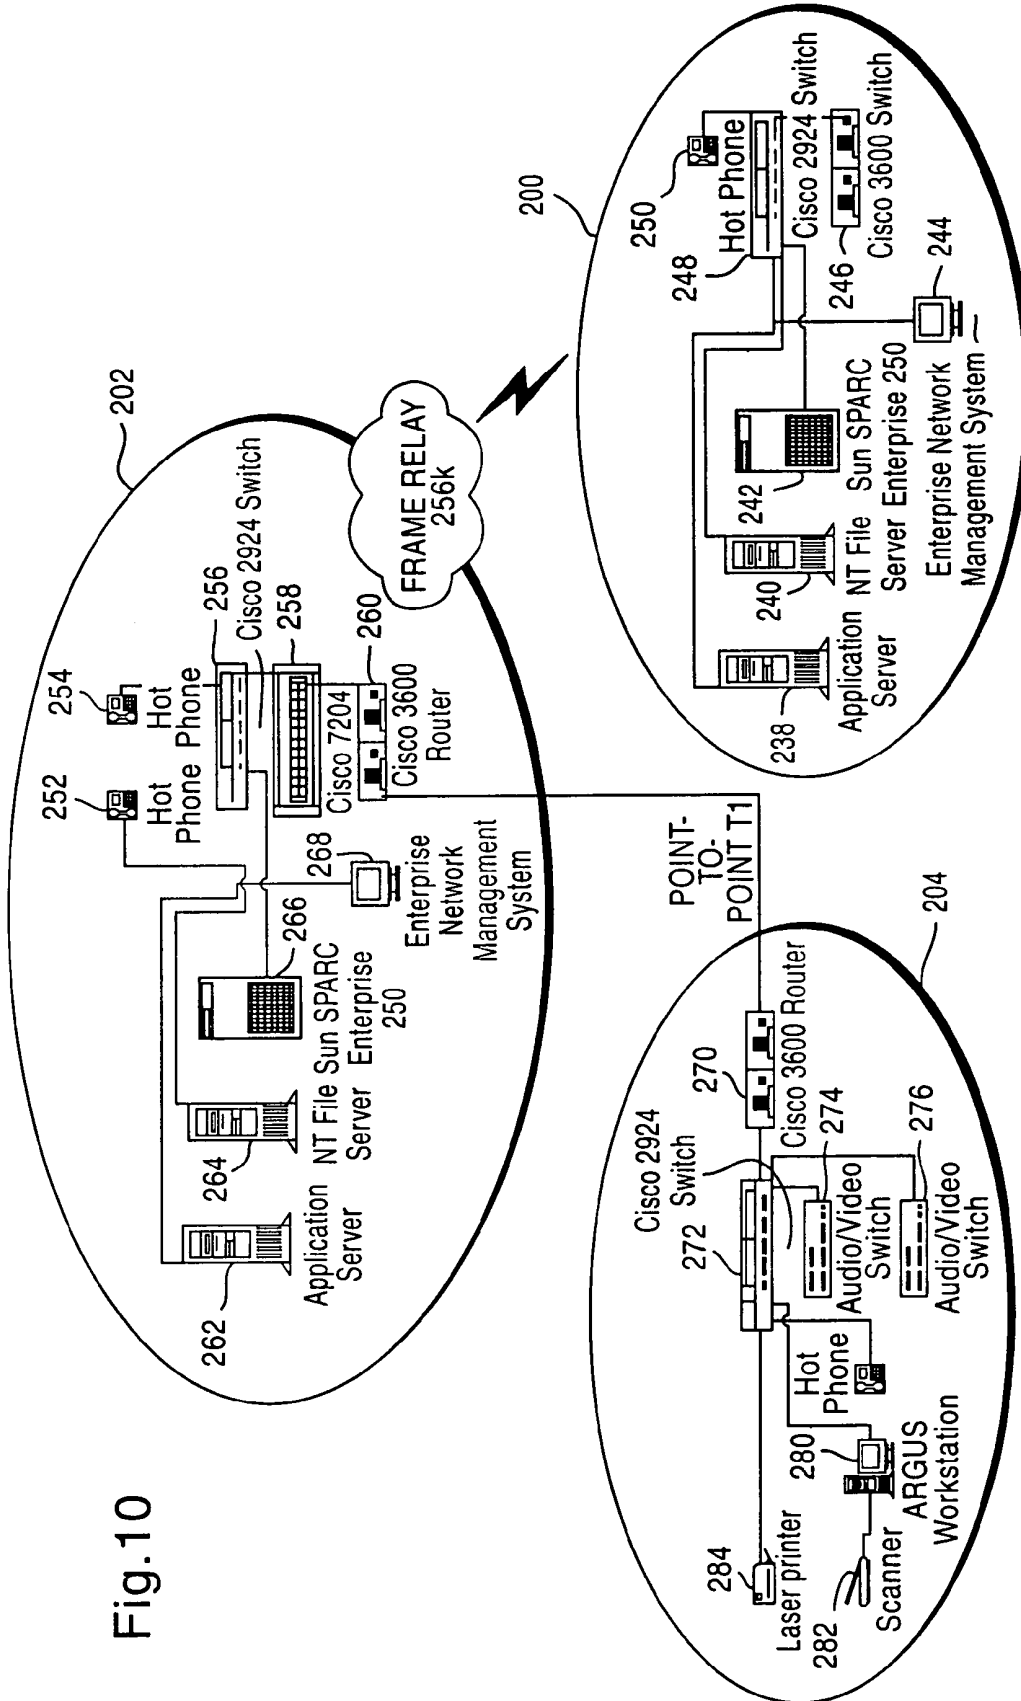 Fig.10
202
252
254
Hot
Phone
Hot
Phone
256
Cisco 2924 Switch
258
Cisco 7204
260
Cisco 3600
Router
262
Application
Server
264
NT File
Server
266
Sun SPARC
Enterprise
250
268
Enterprise
Network
Management
System
FRAME RELAY
256k
POINT-
TO-
POINT T1
204
270
Cisco 3600 Router
Cisco 2924
Switch
272
274
Audio/Video
Switch
276
Audio/Video
Switch
Hot
Phone
280
ARGUS
Workstation
282
Scanner
284
Laser printer
200
250
Hot Phone
248
Cisco 2924 Switch
246
Cisco 3600 Switch
238
Application
Server
240
NT File
Server
242
Sun SPARC
Enterprise 250
244
Enterprise Network
Management System